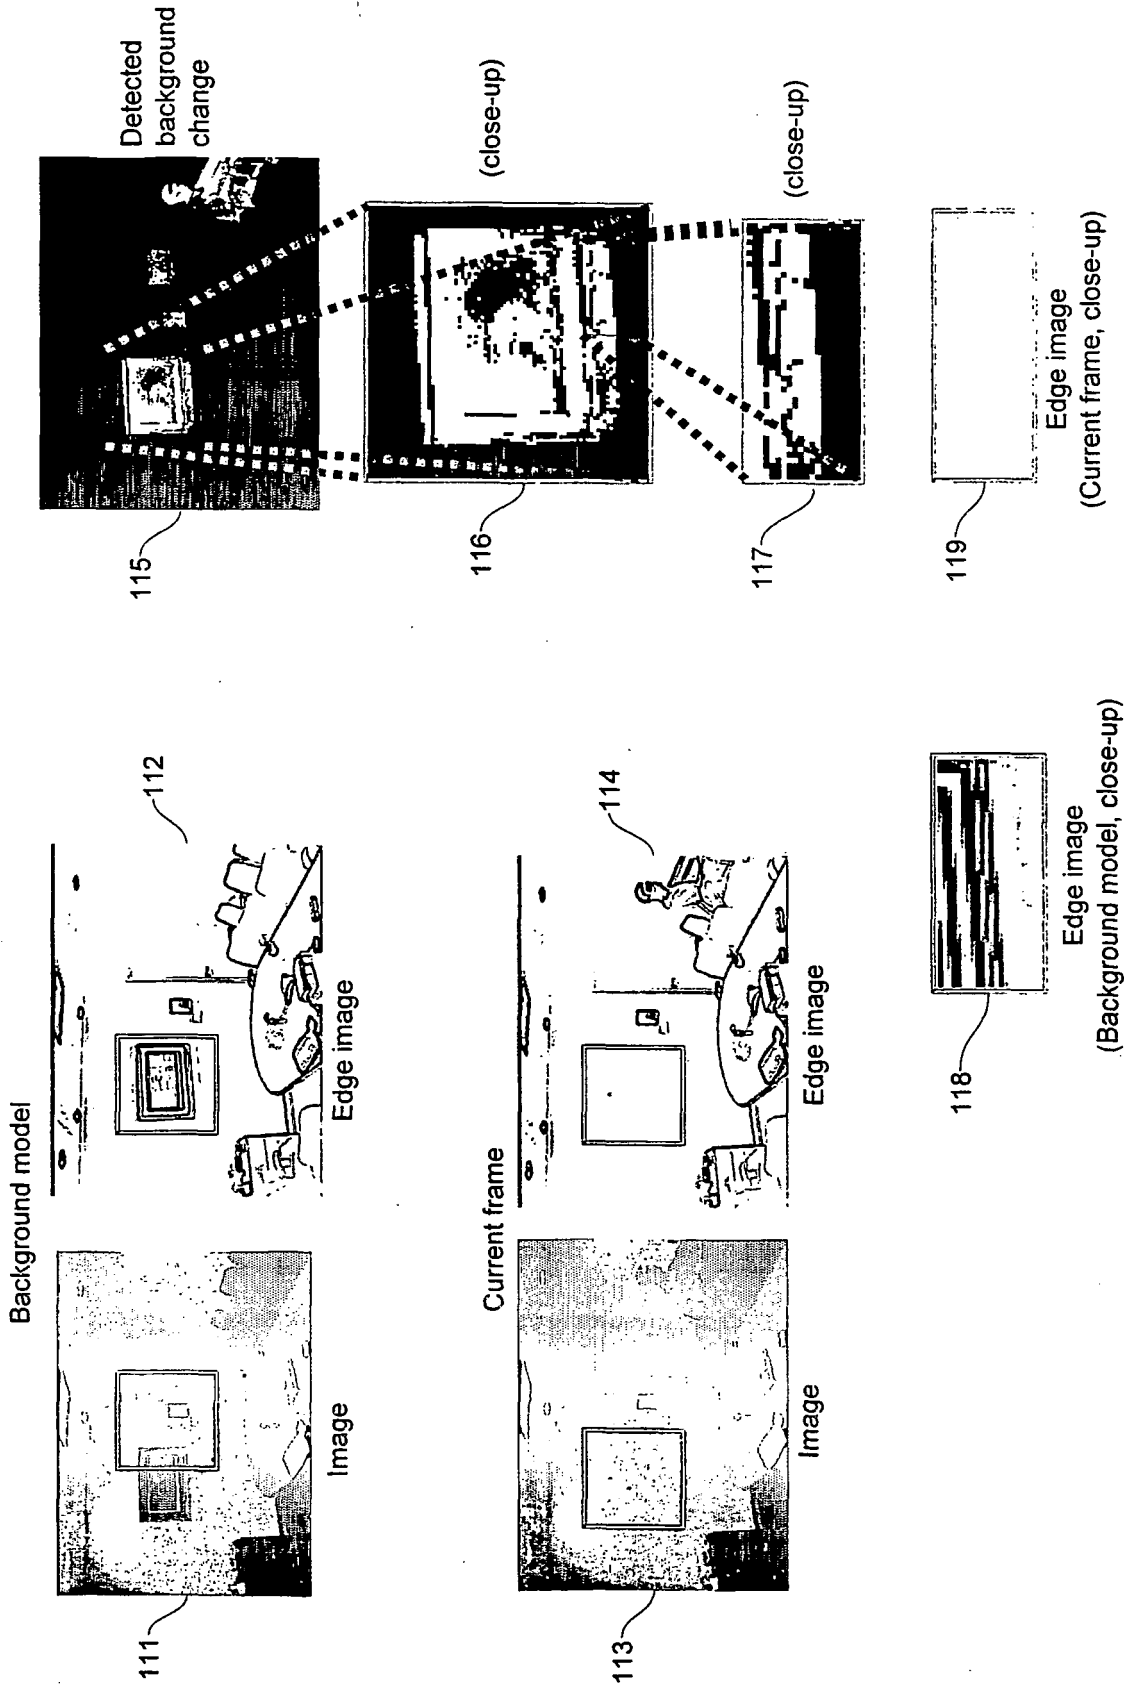 Background model
111
Image
112
Edge image
Current frame
113
Image
114
Edge image
118
Edge image
(Background model, close-up)
Detected
background
change
115
116
(close-up)
117
(close-up)
119
Edge image
(Current frame, close-up)